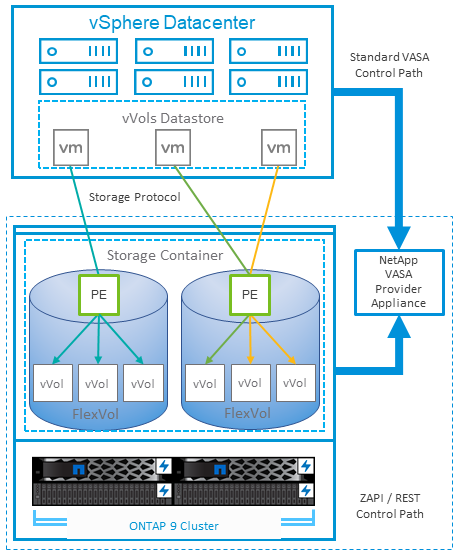 vSphere Datacenter
Standard VASA
Control Path
vVols Datastore
vm
vm
vm
Storage Protocol
Storage Container
NetApp
VASA
Provider
Appliance
PE
PE
vVol
vVol
vVol
vVol
vVol
vVol
FlexVol
FlexVol
ZAPI / REST
Control Path
ONTAP 9 Cluster